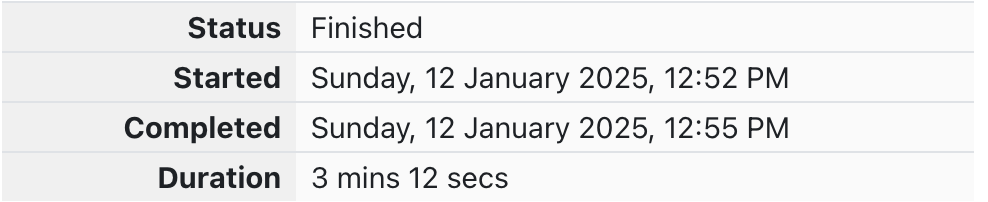 Status Finished
Started Sunday, 12 January 2025, 12:52 PM
Completed Sunday, 12 January 2025, 12:55 PM
Duration 3 mins 12 secs